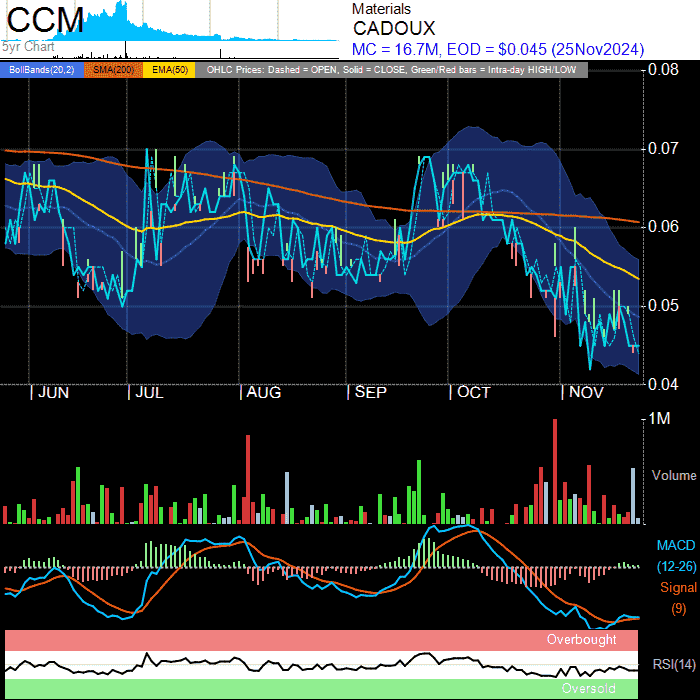 CCM
5yr Chart
Materials
CADOUX
MC = 16.7M, EOD = $0.045 (25Nov2024)
BollBands(20,2) SMA(200) EMA(50) OHLC Prices: Dashed = OPEN, Solid = CLOSE, Green/Red bars = Intra-day HIGH/LOW
0.08
0.07
0.06
0.05
0.04
| JUN | JUL | AUG | SEP | OCT | NOV
1M
Volume
MACD
(12-26)
Signal
(9)
Overbought
RSI(14)
Oversold